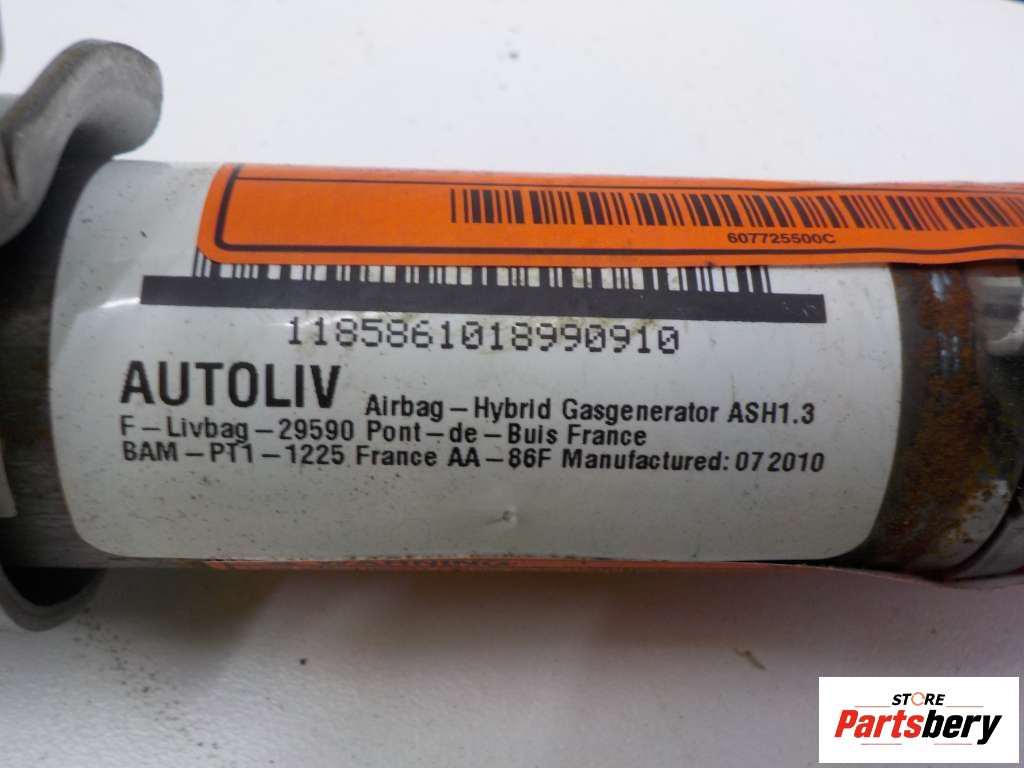 607725500C
1185861018990910
AUTOLIV Airbag-Hybrid Gasgenerator ASH1.3
F-Livbag-29590 Pont-de-Buis France
BAM-PT1-1225 France AA-86F Manufactured: 07 2010
STORE
Partsbery